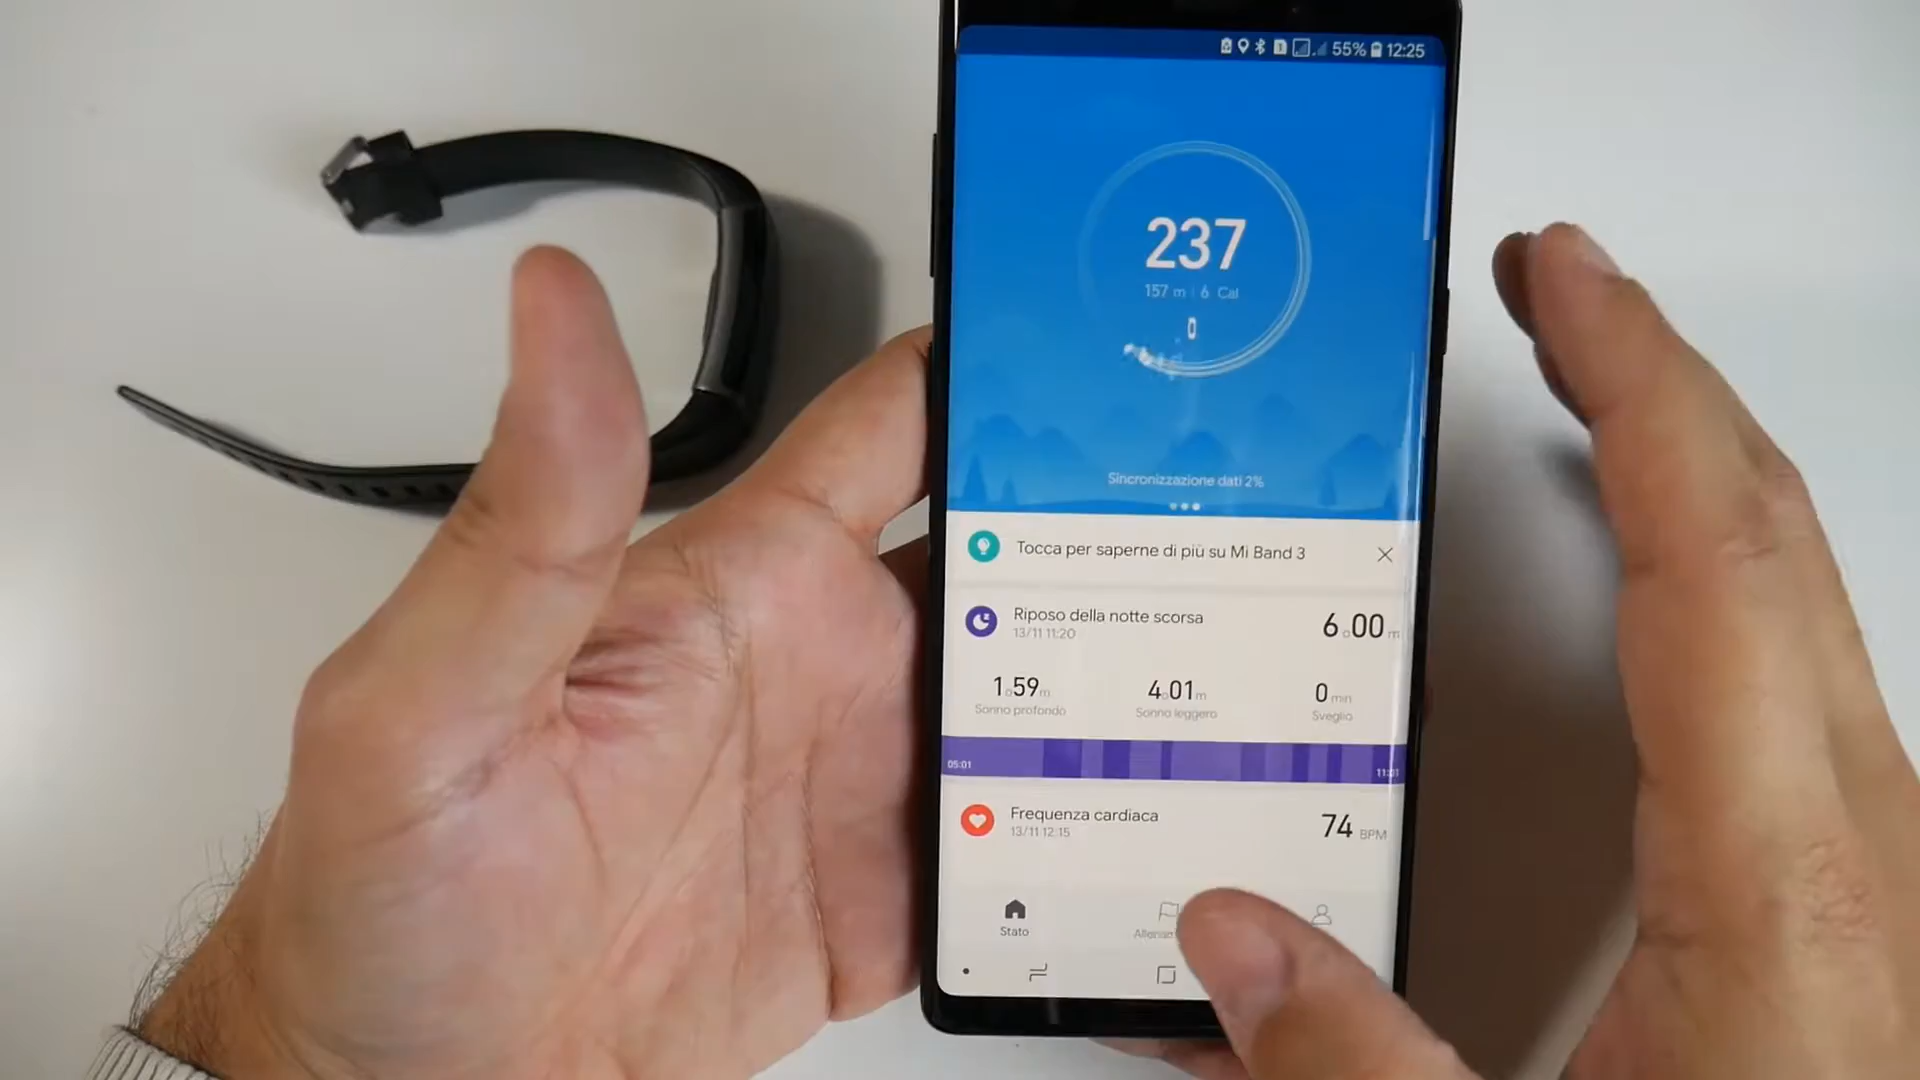 55% 12:25
237
157 m | 6 Cal
Sincronizzazione dati 2%
Tocca per saperne di più su Mi Band 3
Riposo della notte scorsa
13/11 11:20
6 o 00 m
1 o 59 m
Sonno profondo
4 o 01 m
Sonno leggero
0 min
Sveglio
05:01
11:01
Frequenza cardiaca
13/11 12:15
74 BPM
Stato